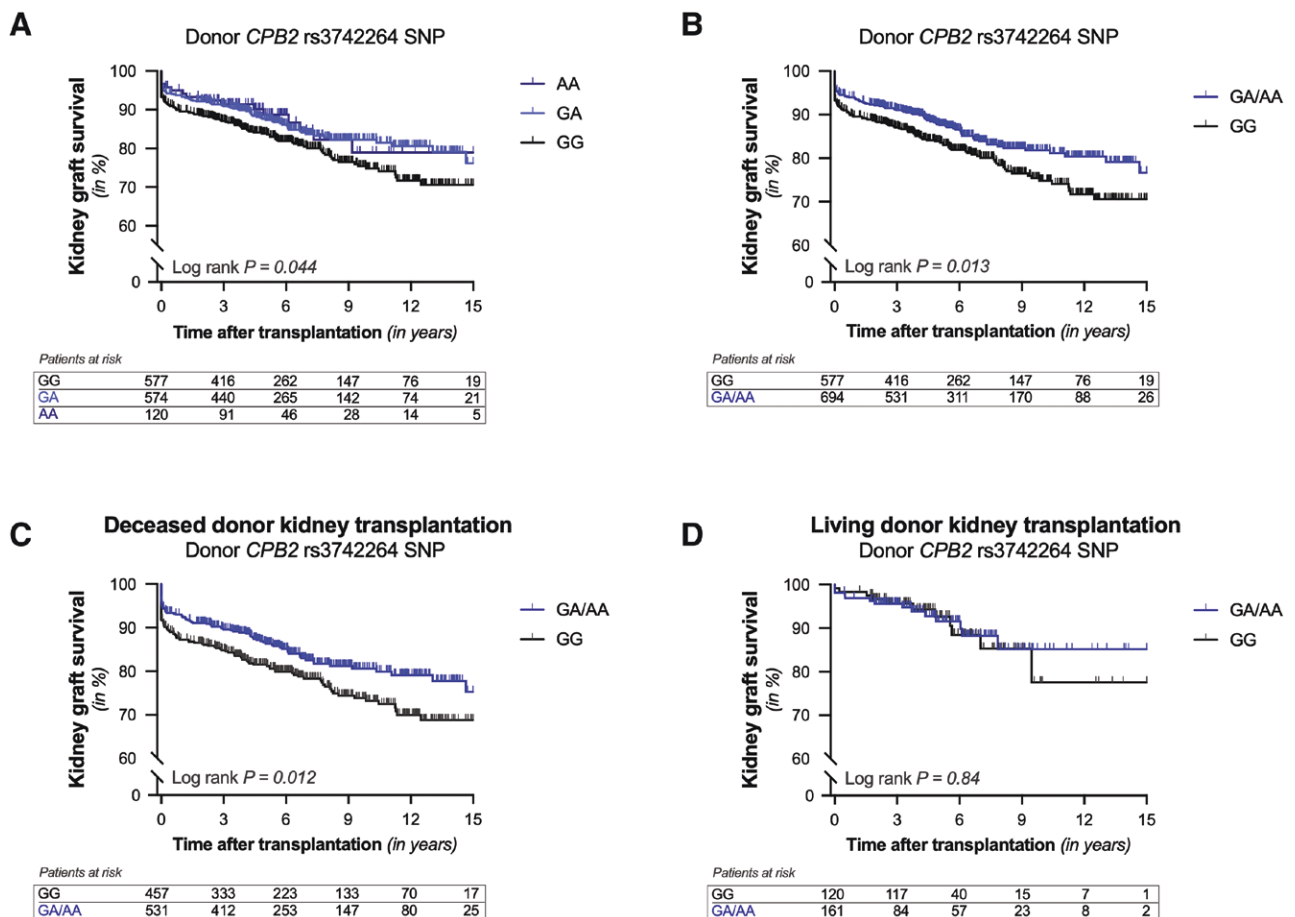 A
Donor CPB2 rs3742264 SNP
Kidney graft survival
(in %)
100
90
80
70
60
0
AA
GA
GG
Log rank P = 0.044
0 3 6 9 12 15
Time after transplantation (in years)
Patients at risk
GG 577 416 262 147 76 19
GA 574 440 265 142 74 21
AA 120 91 46 28 14 5
B
Donor CPB2 rs3742264 SNP
Kidney graft survival
(in %)
100
90
80
70
60
0
GA/AA
GG
Log rank P = 0.013
0 3 6 9 12 15
Time after transplantation (in years)
Patients at risk
GG 577 416 262 147 76 19
GA/AA 694 531 311 170 88 26
C
Deceased donor kidney transplantation
Donor CPB2 rs3742264 SNP
Kidney graft survival
(in %)
100
90
80
70
60
0
GA/AA
GG
Log rank P = 0.012
0 3 6 9 12 15
Time after transplantation (in years)
Patients at risk
GG 457 333 223 133 70 17
GA/AA 531 412 253 147 80 25
D
Living donor kidney transplantation
Donor CPB2 rs3742264 SNP
Kidney graft survival
(in %)
100
90
80
70
60
0
GA/AA
GG
Log rank P = 0.84
0 3 6 9 12 15
Time after transplantation (in years)
Patients at risk
GG 120 117 40 15 7 1
GA/AA 161 84 57 23 8 2